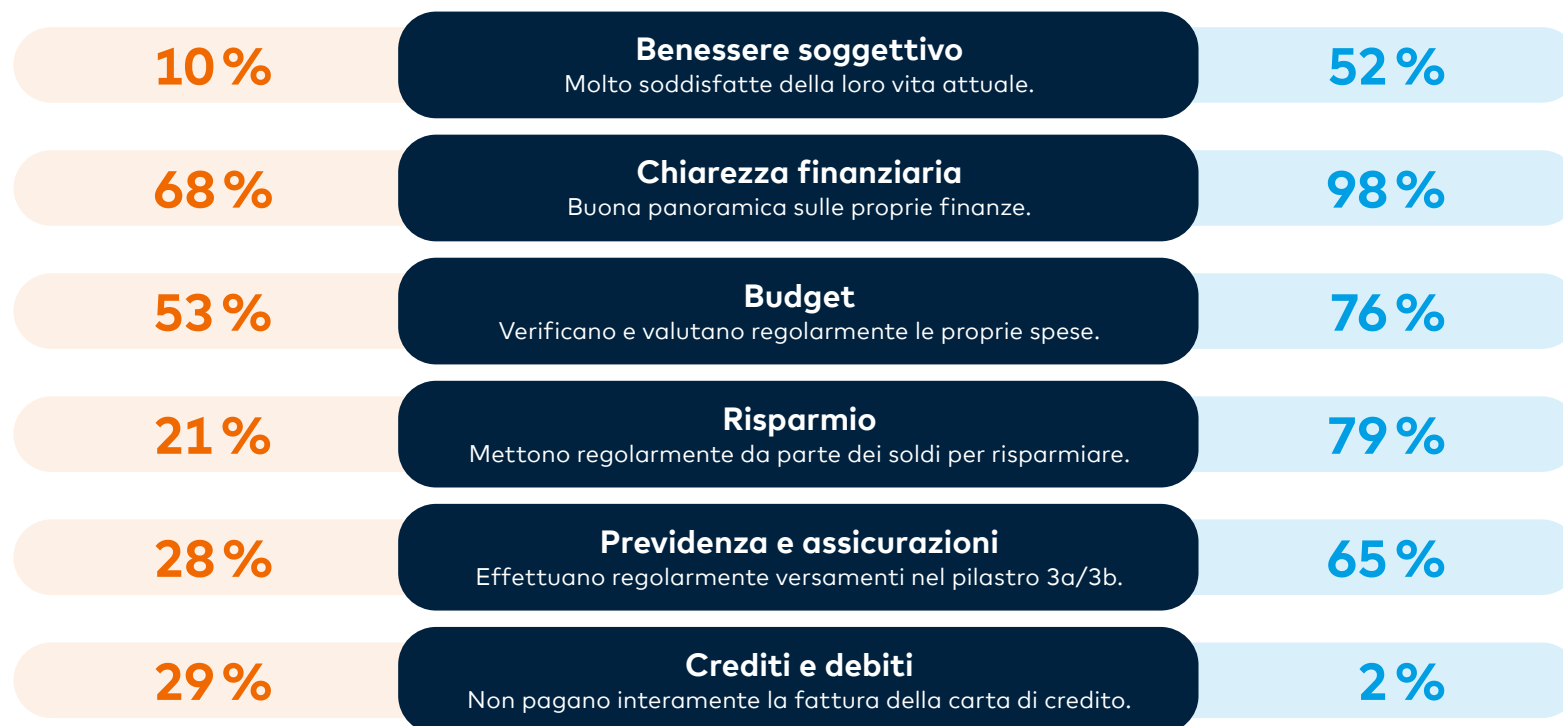 10 %
Benessere soggettivo
Molto soddisfatte della loro vita attuale.
52 %
68 %
Chiarezza finanziaria
Buona panoramica sulle proprie finanze.
98 %
53 %
Budget
Verificano e valutano regolarmente le proprie spese.
76 %
21 %
Risparmio
Mettono regolarmente da parte dei soldi per risparmiare.
79 %
28 %
Previdenza e assicurazioni
Effettuano regolarmente versamenti nel pilastro 3a/3b.
65 %
29 %
Crediti e debiti
Non pagano interamente la fattura della carta di credito.
2 %